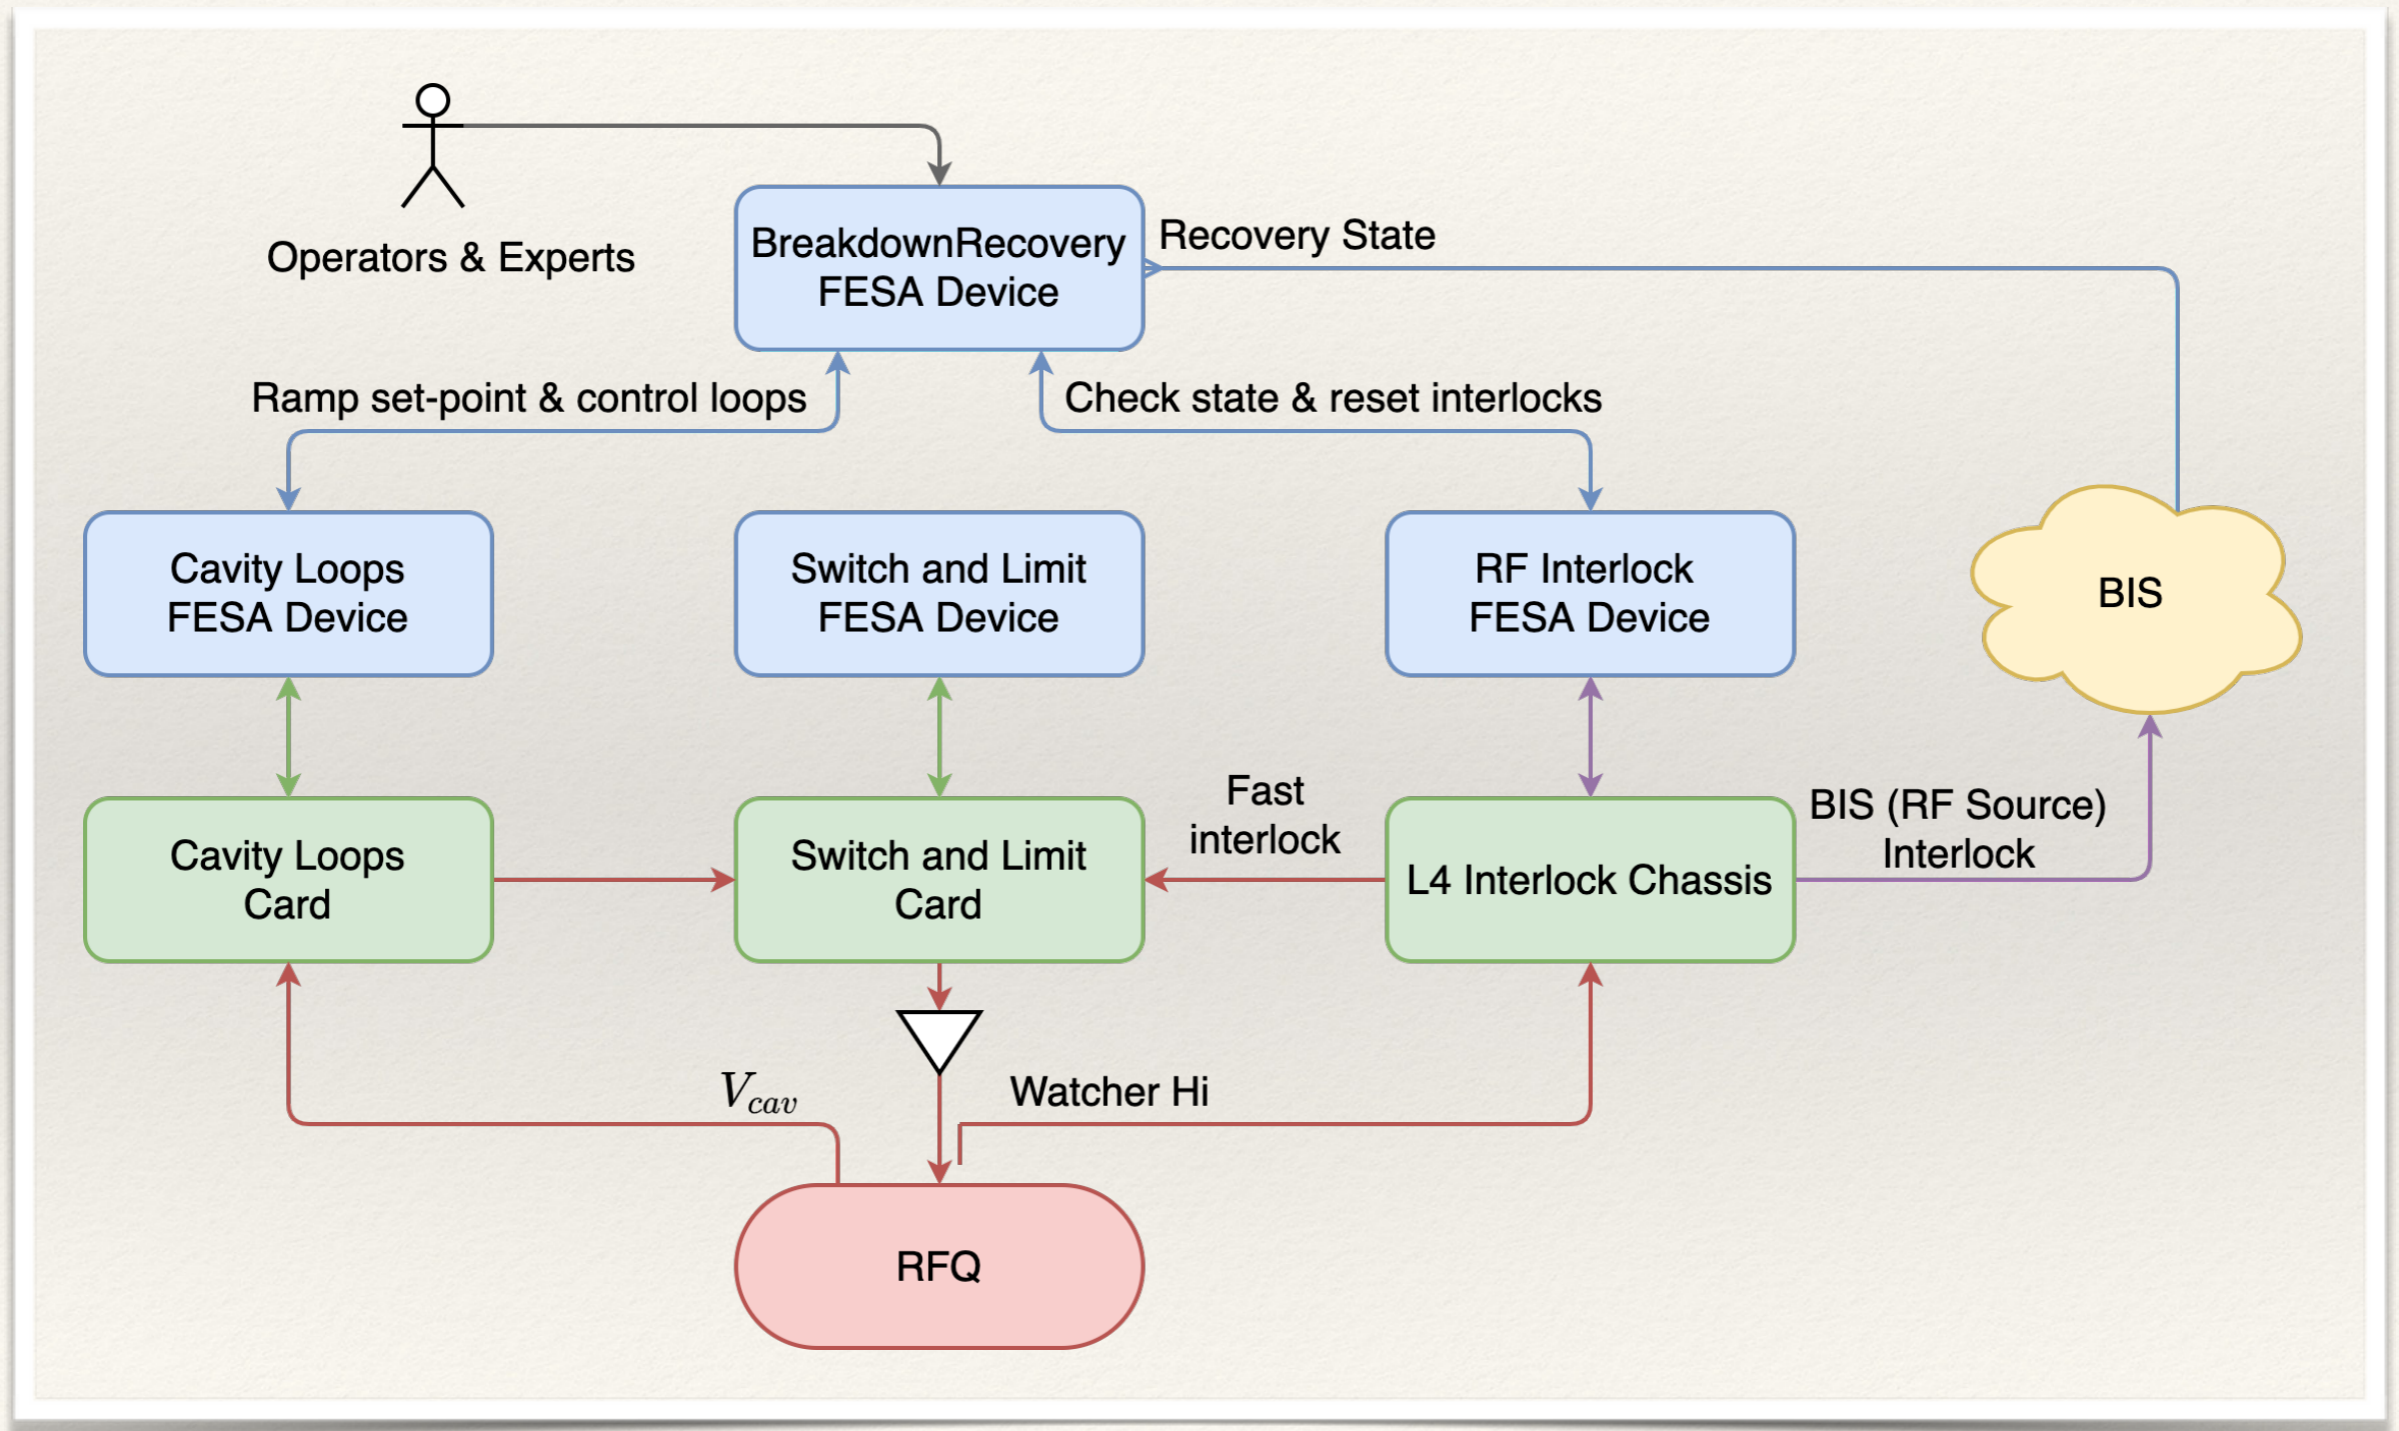 Operators & Experts
BreakdownRecovery
FESA Device
Recovery State
Ramp set-point & control loops
Check state & reset interlocks
Cavity Loops
FESA Device
Switch and Limit
FESA Device
RF Interlock
FESA Device
BIS
Cavity Loops
Card
Switch and Limit
Card
Fast
interlock
L4 Interlock Chassis
BIS (RF Source)
Interlock
V_{cav}
Watcher Hi
RFQ